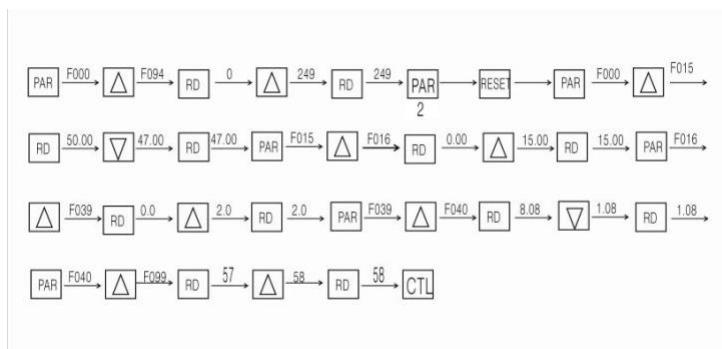 PAR F000 F094 RD 0 249 RD 249 PAR RESET PAR F000 F015
2
RD 50.00 47.00 RD 47.00 PAR F015 F016 RD 0.00 15.00 RD 15.00 PAR F016
F039 RD 0.0 2.0 RD 2.0 PAR F039 F040 RD 8.08 1.08 RD 1.08
PAR F040 F099 RD 57 58 RD 58 CTL